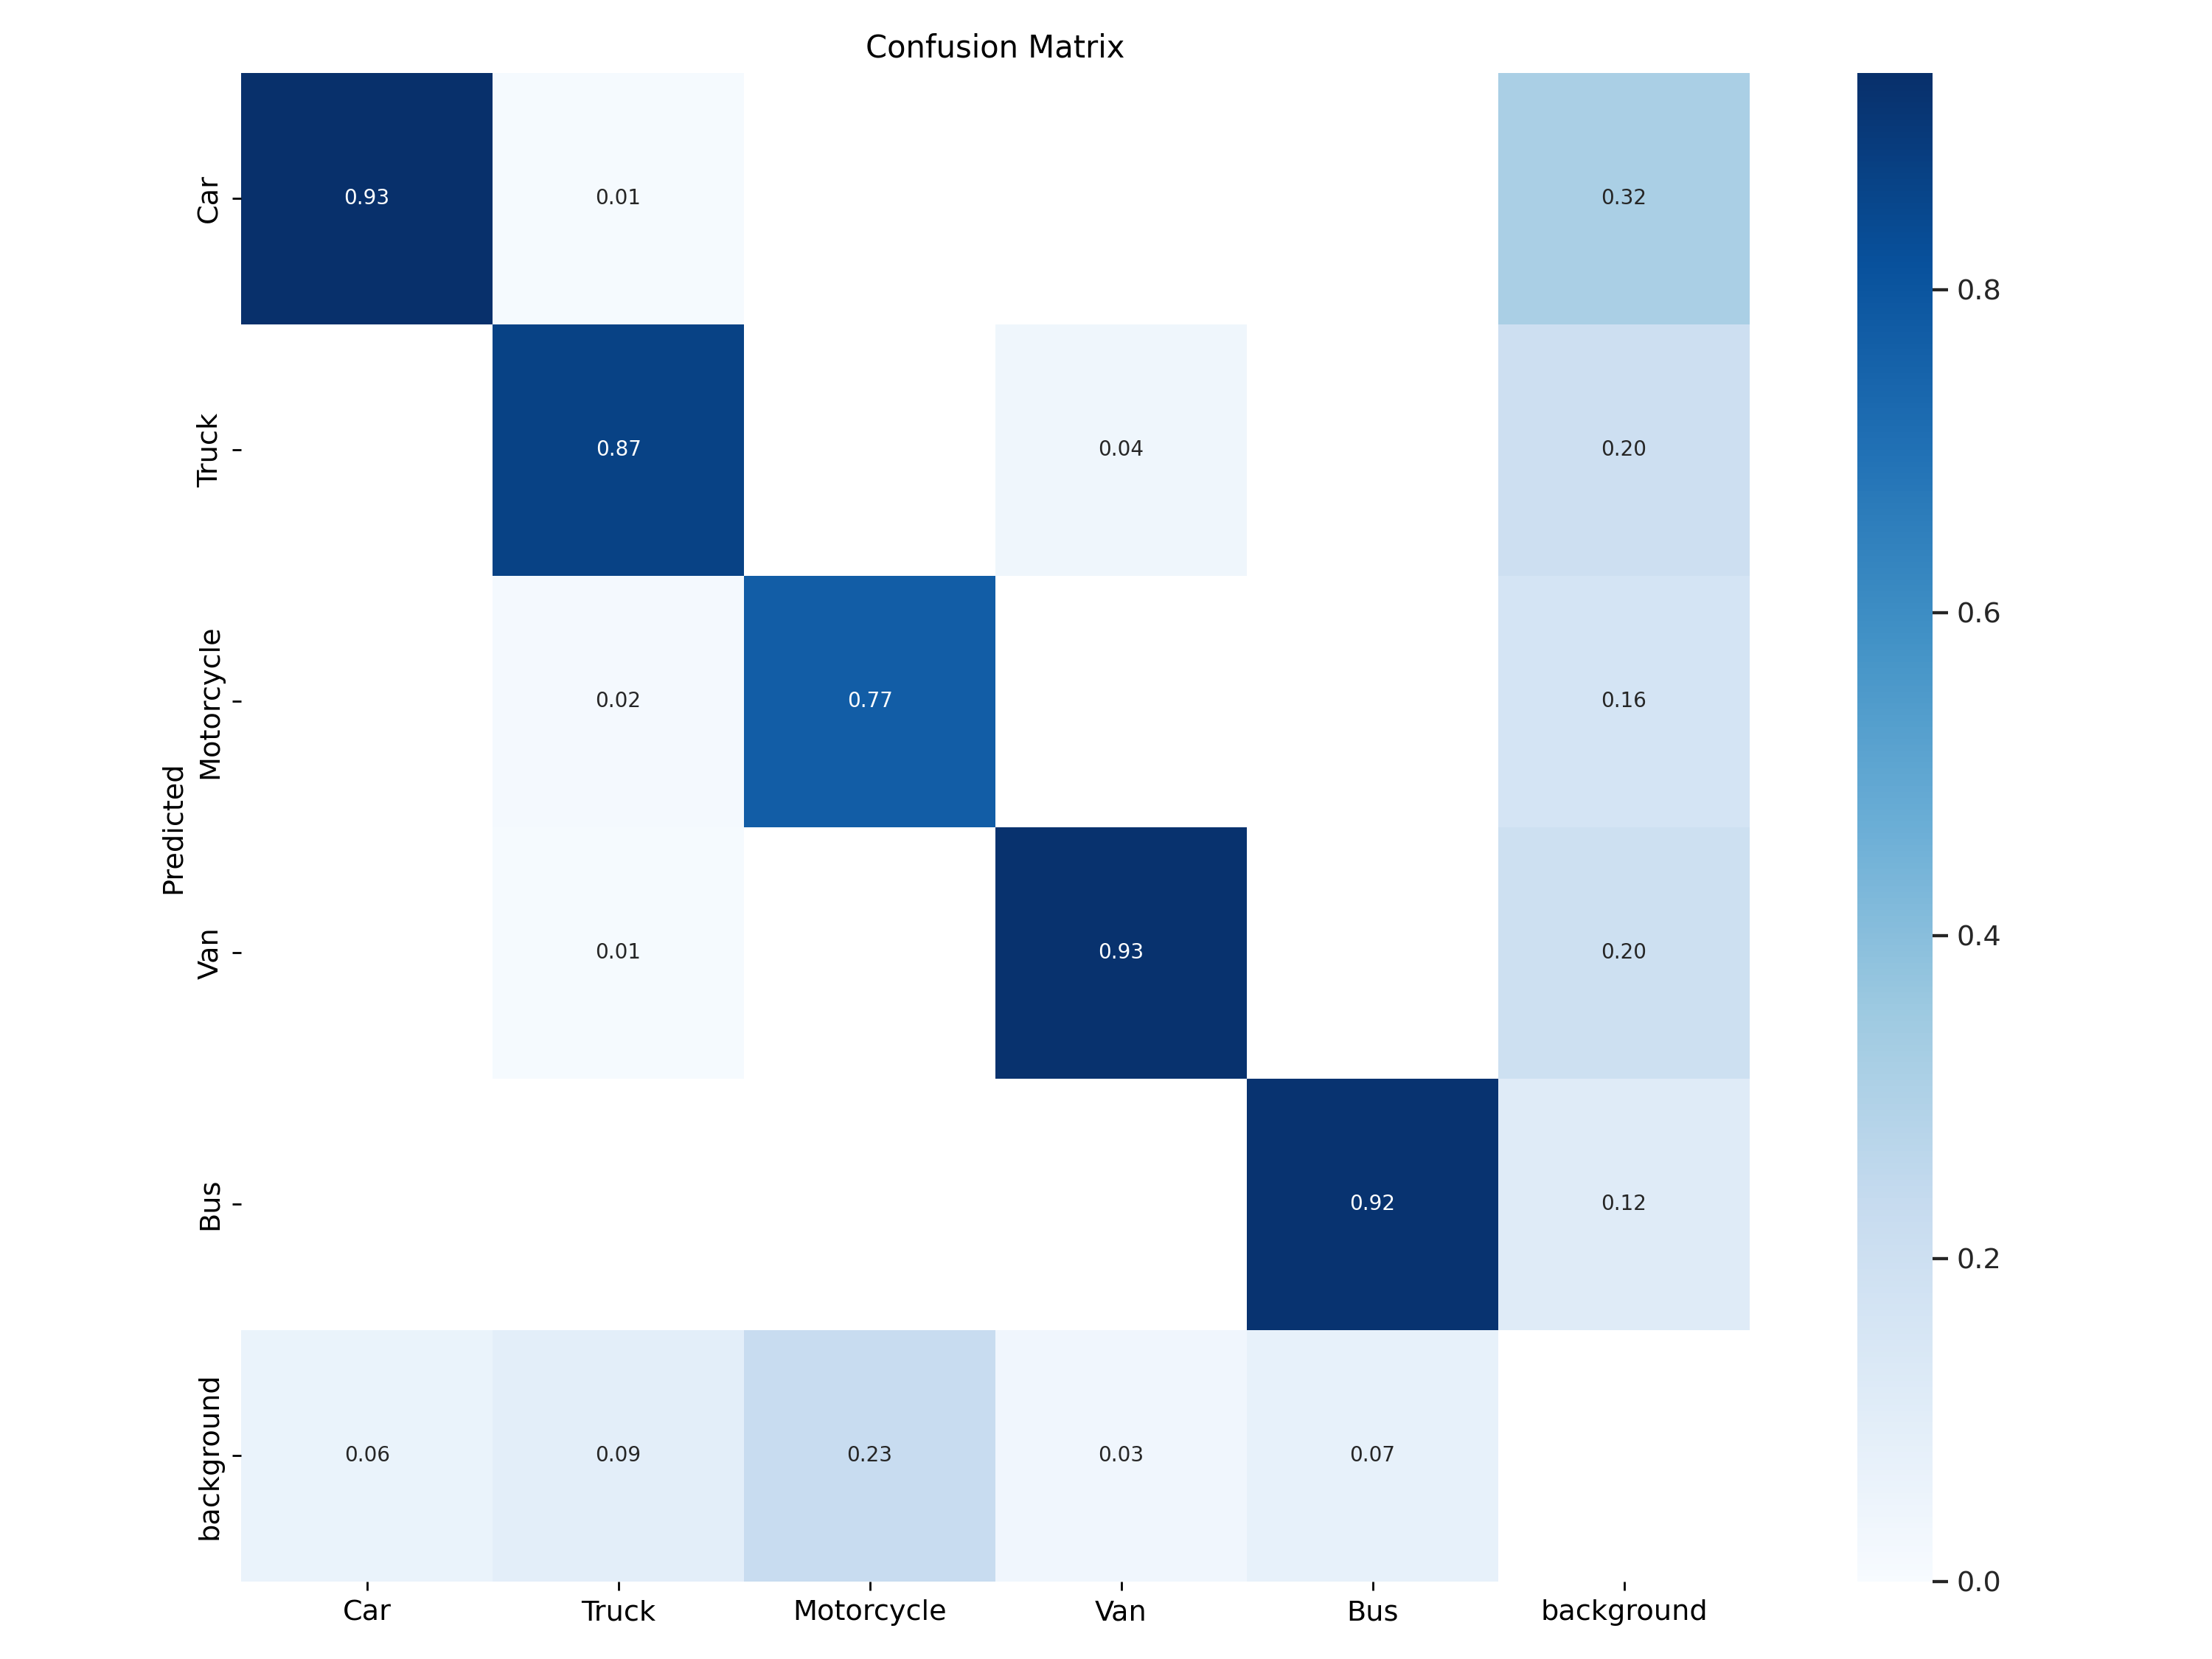 Confusion Matrix
Car 0.93 0.01 0.32
0.8
Truck 0.87 0.04 0.20
0.6
Motorcycle 0.02 0.77 0.16
Predicted
0.4
Van 0.01 0.93 0.20
Bus 0.92 0.12
0.2
background 0.06 0.09 0.23 0.03 0.07
0.0
Car Truck Motorcycle Van Bus background